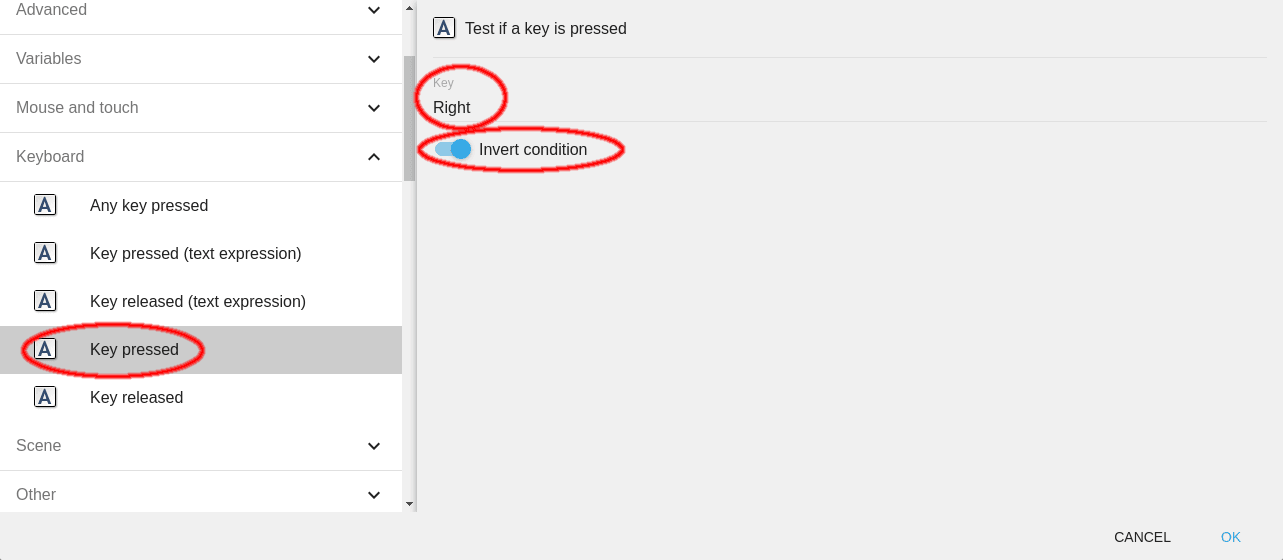 Advanced
Variables
Mouse and touch
Keyboard
Any key pressed
Key pressed (text expression)
Key released (text expression)
Key pressed
Key released
Scene
Other
Test if a key is pressed
Key
Right
Invert condition
CANCEL OK